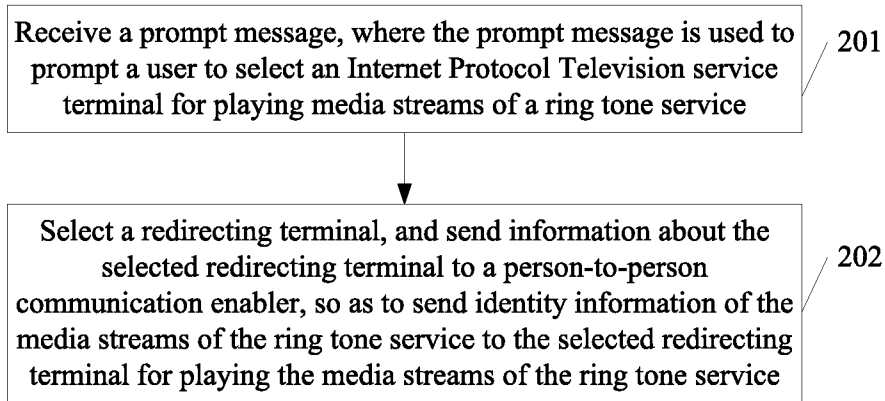 Receive a prompt message, where the prompt message is used to
prompt a user to select an Internet Protocol Television service
terminal for playing media streams of a ring tone service
201
Select a redirecting terminal, and send information about the
selected redirecting terminal to a person-to-person
communication enabler, so as to send identity information of the
media streams of the ring tone service to the selected redirecting
terminal for playing the media streams of the ring tone service
202